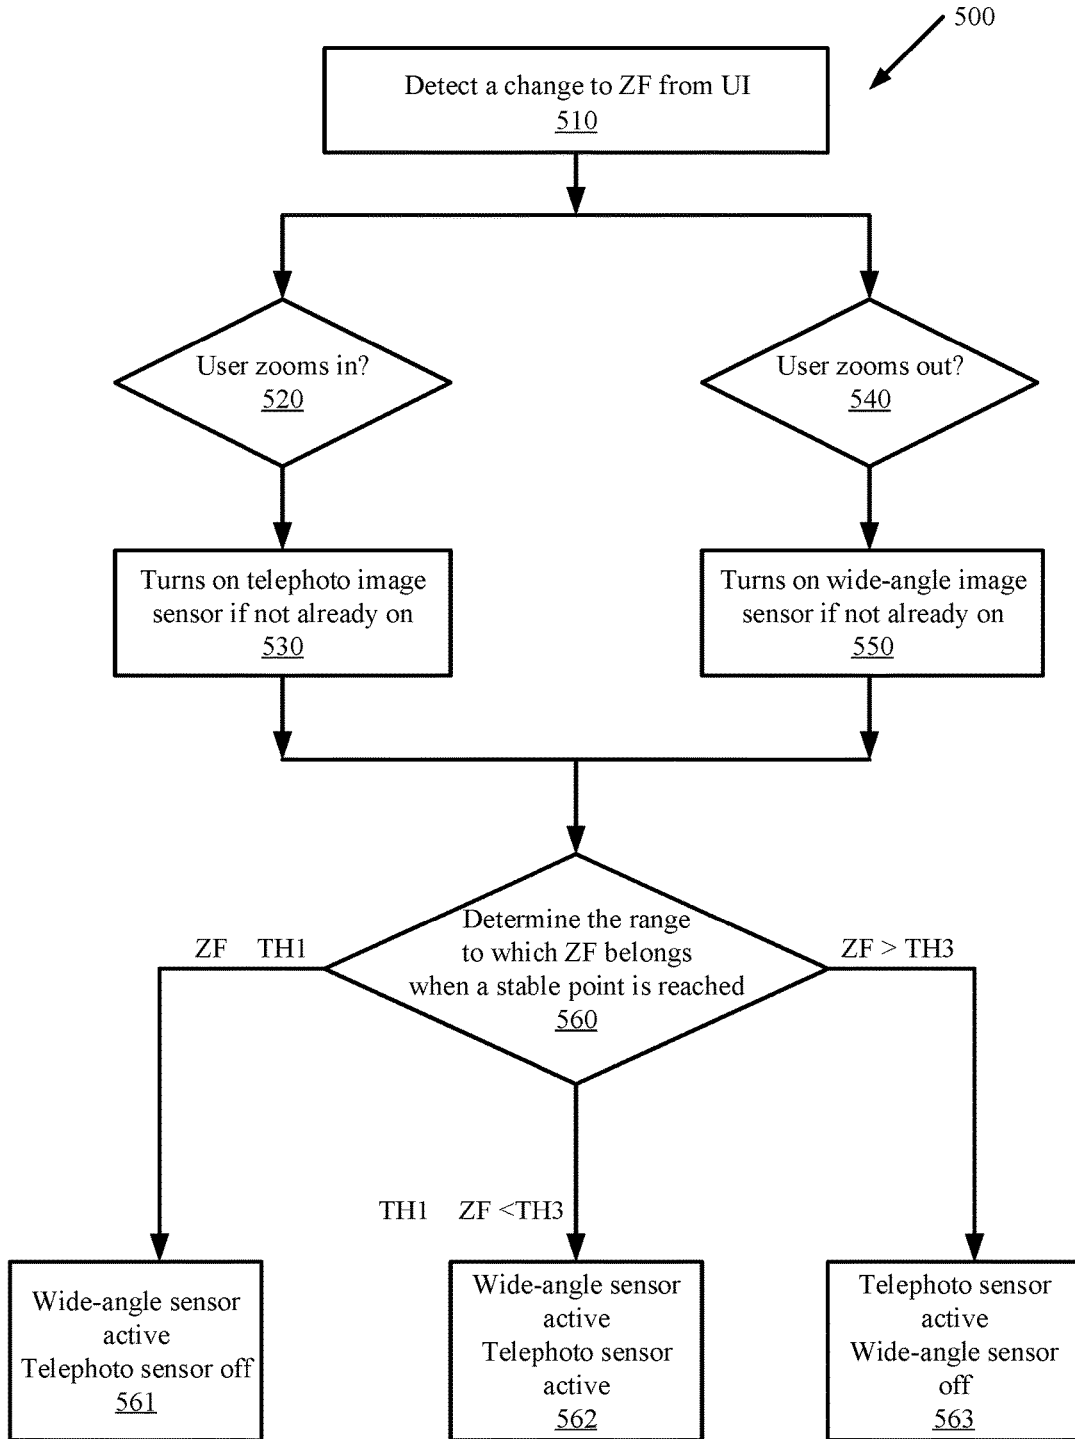 500
Detect a change to ZF from UI
510
User zooms in?
520
User zooms out?
540
Turns on telephoto image
sensor if not already on
530
Turns on wide-angle image
sensor if not already on
550
Determine the range
to which ZF belongs
when a stable point is reached
560
ZF TH1
ZF > TH3
TH1 ZF <TH3
Wide-angle sensor
active
Telephoto sensor off
561
Wide-angle sensor
active
Telephoto sensor
active
562
Telephoto sensor
active
Wide-angle sensor
off
563